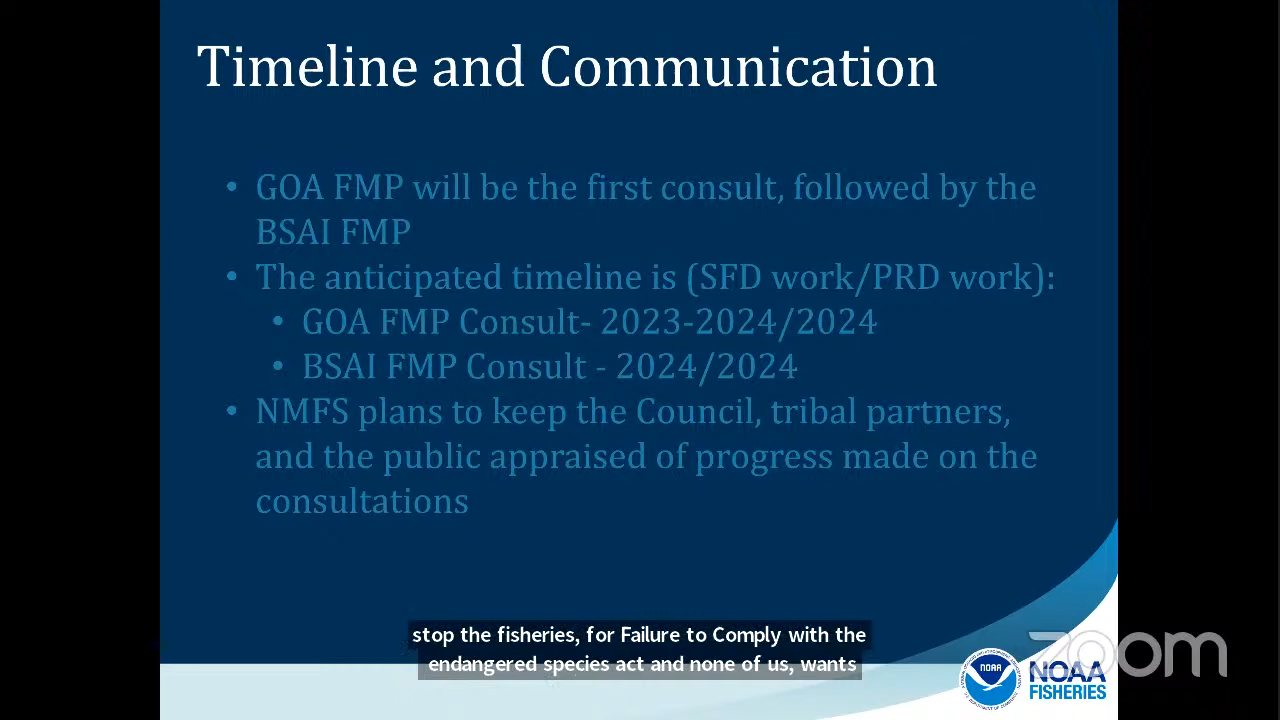 Timeline and Communication
• GOA FMP will be the first consult, followed by the
BSAI FMP
• The anticipated timeline is (SFD work/PRD work):
• GOA FMP Consult- 2023-2024/2024
• BSAI FMP Consult - 2024/2024
• NMFS plans to keep the Council, tribal partners,
and the public appraised of progress made on the
consultations
stop the fisheries, for Failure to Comply with the
endangered species act and none of us, wants
zoom
NOAA
NOAA
FISHERIES